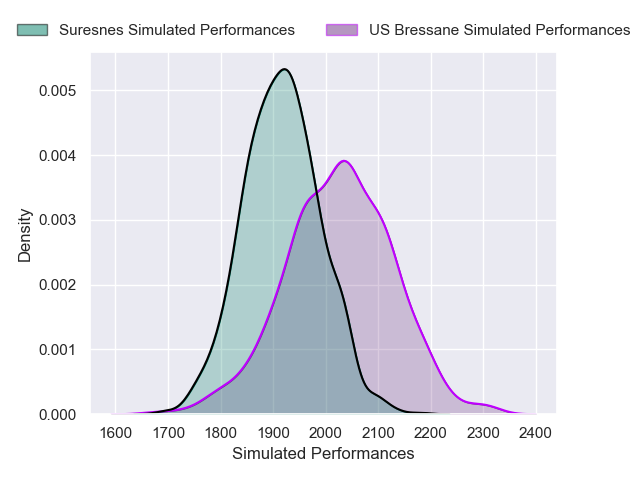 Suresnes Simulated Performances US Bressane Simulated Performances
0.005
0.004
0.003
0.002
0.001
0.000
Density
1600 1700 1800 1900 2000 2100 2200 2300 2400
Simulated Performances